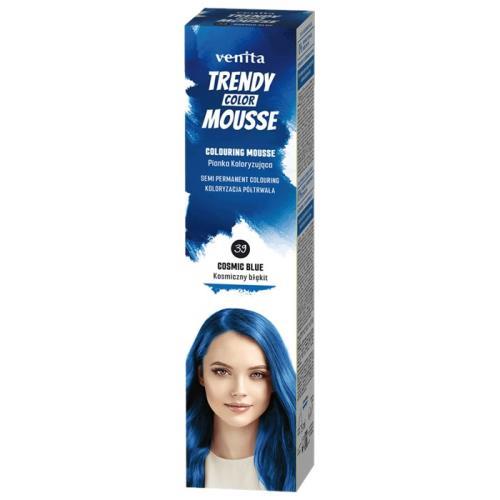 venita
TRENDY
COLOR
MOUSSE
COLOURING MOUSSE
Pianka Koloryzująca
SEMI PERMANENT COLOURING
KOLORYZACJA PÓŁTRWAŁA
39
COSMIC BLUE
Kosmiczny błękit